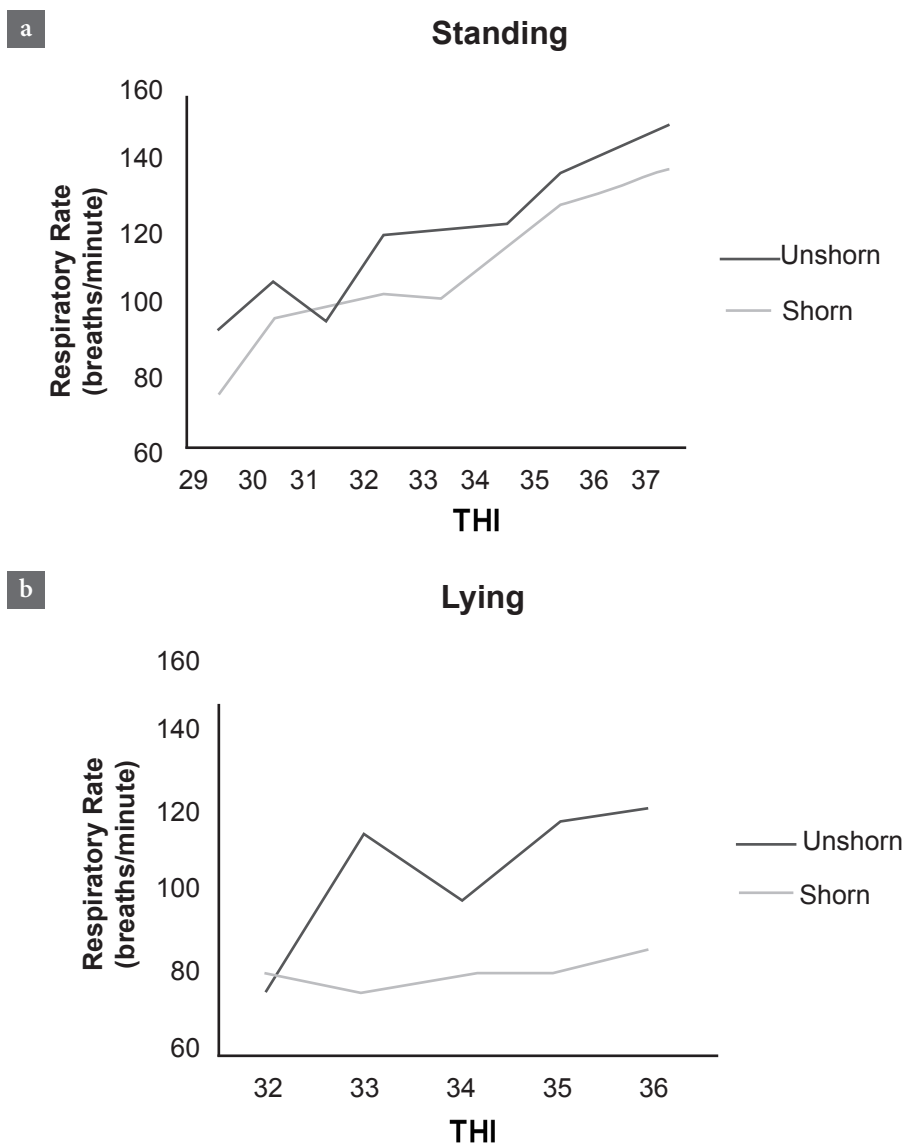 a
Standing
160
140
120
100
80
60
Respiratory Rate
(breaths/minute)
29 30 31 32 33 34 35 36 37
THI
Unshorn
Shorn
b
Lying
160
140
120
100
80
60
Respiratory Rate
(breaths/minute)
32 33 34 35 36
THI
Unshorn
Shorn